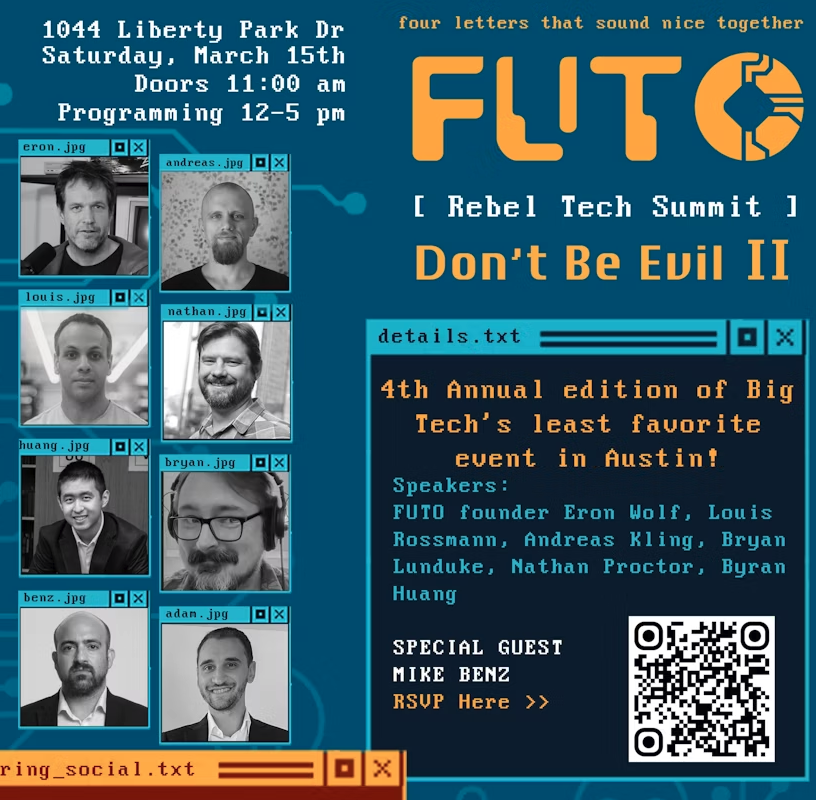 1044 Liberty Park Dr
Saturday, March 15th
Doors 11:00 am
Programming 12-5 pm
four letters that sound nice together
FUTO
[ Rebel Tech Summit ]
Don't Be Evil II
eron.jpg
andreas.jpg
louis.jpg
nathan.jpg
huang.jpg
bryan.jpg
benz.jpg
adam.jpg
details.txt
4th Annual edition of Big
Tech's least favorite
event in Austin!
Speakers:
FUTO founder Eron Wolf, Louis
Rossmann, Andreas Kling, Bryan
Lunduke, Nathan Proctor, Byran
Huang
SPECIAL GUEST
MIKE BENZ
RSVP Here >>
ring_social.txt